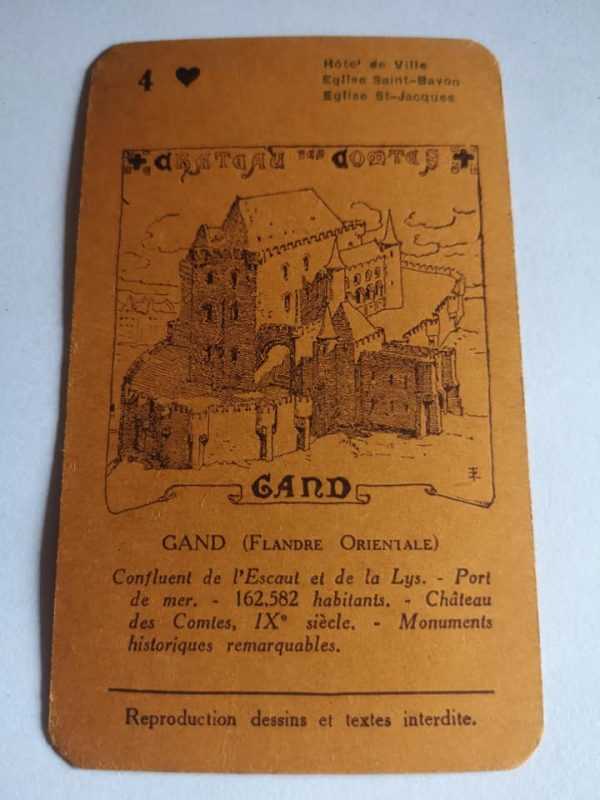 4 ♥
Hôtel de Ville
Eglise Saint-Bavon
Eglise St-Jacques
CHATEAU DES COMTES
GAND
GAND (FLANDRE ORIENTALE)
Confluent de l'Escaut et de la Lys. - Port
de mer. - 162.582 habitants. - Château
des Comtes, IXe siècle. - Monuments
historiques remarquables.
Reproduction dessins et textes interdite.